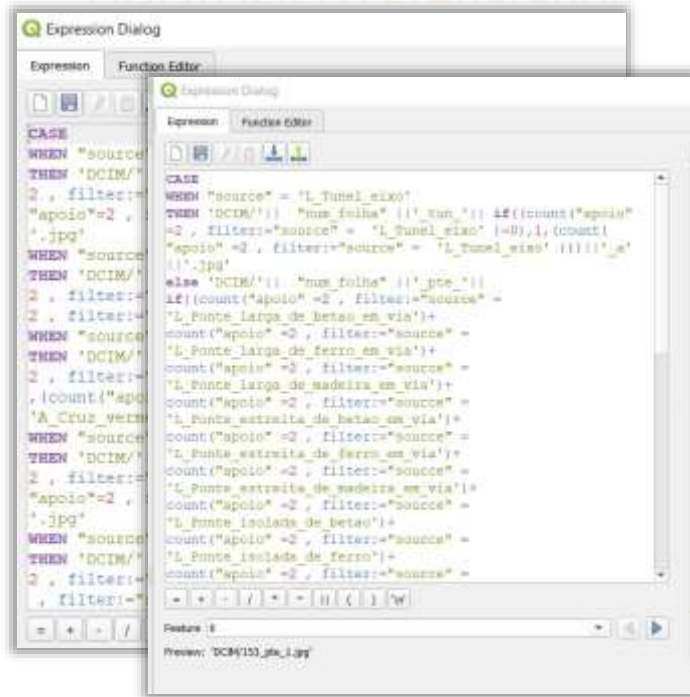 Expression Dialog
Expression Function Editor
CASE
WHEN "source"
THEN 'DCIM/'
2 , filter:="
"apoio"=2 ,
'.jpg'
WHEN "source
THEN 'DCIM/'
2 , filter:="
2 , filter:="
WHEN "source
THEN 'DCIM/'
2 , filter:="
,(count("apo
'A_Cruz_verm
WHEN "source
THEN 'DCIM/'
2 , filter:="
"apoio"=2 ,
'.jpg'
WHEN "source
THEN 'DCIM/'
2 , filter:="
, filter:="
= + - /
Expression Dialog
Expression Function Editor
CASE
WHEN "source" = 'L_Tunel_eixo'
THEN 'DCIM/'|| "num_folha" ||'_tun_'|| if((count("apoio"
=2 , filter:="source" = 'L_Tunel_eixo' )=0),1,(count(
"apoio" =2 , filter:="source" = 'L_Tunel_eixo' )))||'_a'
||'.jpg'
else 'DCIM/'|| "num_folha" ||'_pte_'||
if((count("apoio" =2 , filter:="source" =
'L_Ponte_larga_de_betao_em_via')+
count("apoio" =2 , filter:="source" =
'L_Ponte_larga_de_ferro_em_via')+
count("apoio" =2 , filter:="source" =
'L_Ponte_larga_de_madeira_em_via')+
count("apoio" =2 , filter:="source" =
'L_Ponte_estreita_de_betao_em_via')+
count("apoio" =2 , filter:="source" =
'L_Ponte_estreita_de_ferro_em_via')+
count("apoio" =2 , filter:="source" =
'L_Ponte_estreita_de_madeira_em_via')+
count("apoio" =2 , filter:="source" =
'L_Ponte_isolada_de_betao')+
count("apoio" =2 , filter:="source" =
'L_Ponte_isolada_de_ferro')+
count("apoio" =2 , filter:="source" =
= + - / * ^ || ( ) '\n'
Feature 8
Preview: 'DCIM/153_pte_1.jpg'